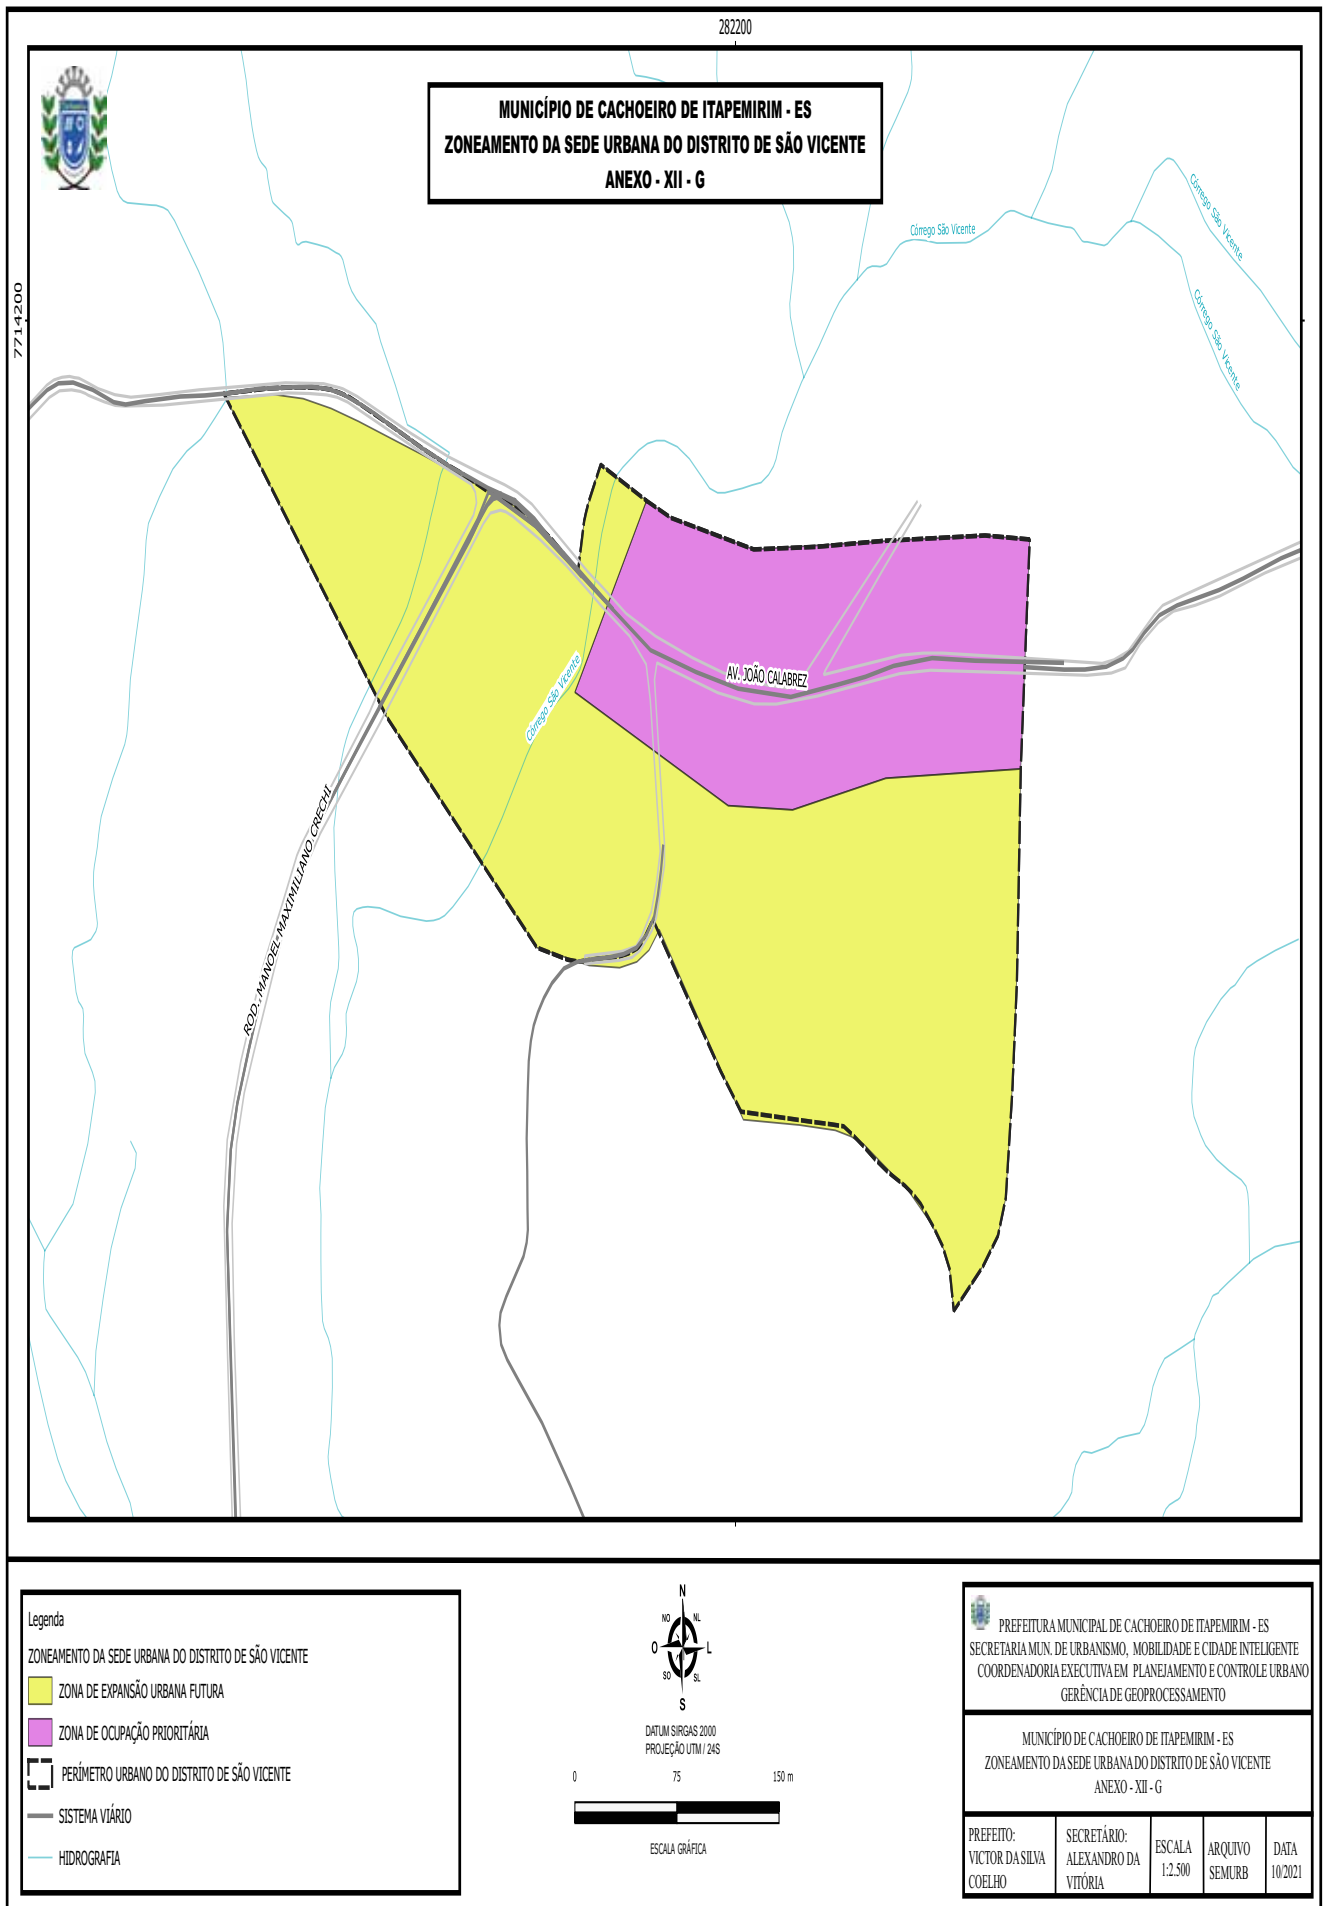 282200
MUNICÍPIO DE CACHOEIRO DE ITAPEMIRIM - ES
ZONEAMENTO DA SEDE URBANA DO DISTRITO DE SÃO VICENTE
ANEXO - XII - G
7714200
Córrego São Vicente
Córrego São Vicente
Córrego São Vicente
AV. JOÃO CALABREZ
Córrego São Vicente
ROD. MANOEL MAXIMILIANO CRECHI
Legenda
ZONEAMENTO DA SEDE URBANA DO DISTRITO DE SÃO VICENTE
ZONA DE EXPANSÃO URBANA FUTURA
ZONA DE OCUPAÇÃO PRIORITÁRIA
PERÍMETRO URBANO DO DISTRITO DE SÃO VICENTE
SISTEMA VIÁRIO
HIDROGRAFIA
N
NO NL
O L
SO SL
S
DATUM SIRGAS 2000
PROJEÇÃO UTM / 24S
0 75 150 m
ESCALA GRÁFICA
PREFEITURA MUNICIPAL DE CACHOEIRO DE ITAPEMIRIM - ES
SECRETARIA MUN. DE URBANISMO, MOBILIDADE E CIDADE INTELIGENTE
COORDENADORIA EXECUTIVA EM PLANEJAMENTO E CONTROLE URBANO
GERÊNCIA DE GEOPROCESSAMENTO
MUNICÍPIO DE CACHOEIRO DE ITAPEMIRIM - ES
ZONEAMENTO DA SEDE URBANA DO DISTRITO DE SÃO VICENTE
ANEXO - XII - G
PREFEITO:
VICTOR DA SILVA
COELHO
SECRETÁRIO:
ALEXANDRO DA
VITÓRIA
ESCALA
1:2.500
ARQUIVO
SEMURB
DATA
10/2021